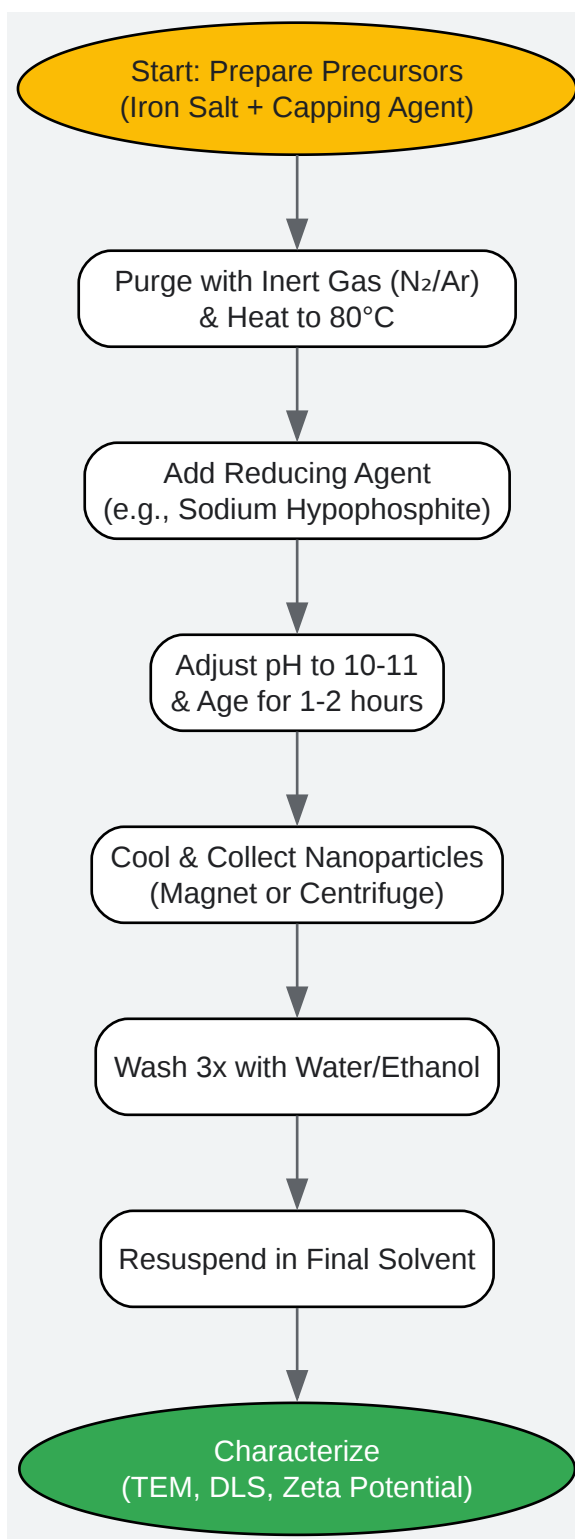 Start: Prepare Precursors
(Iron Salt + Capping Agent)
Purge with Inert Gas (N₂/Ar)
& Heat to 80°C
Add Reducing Agent
(e.g., Sodium Hypophosphite)
Adjust pH to 10-11
& Age for 1-2 hours
Cool & Collect Nanoparticles
(Magnet or Centrifuge)
Wash 3x with Water/Ethanol
Resuspend in Final Solvent
Characterize
(TEM, DLS, Zeta Potential)